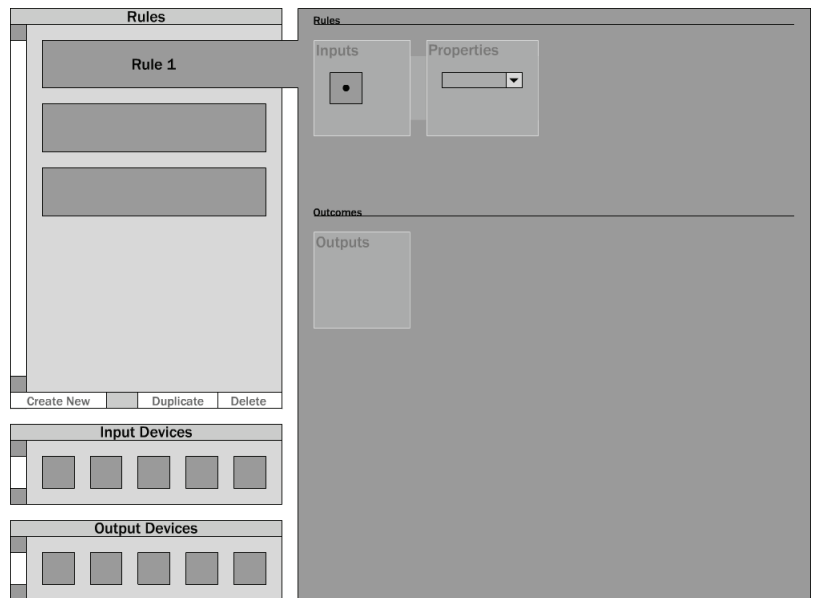 Rules
Rule 1
Create New
Duplicate
Delete
Input Devices
Output Devices
Rules
Inputs
Properties
Outcomes
Outputs